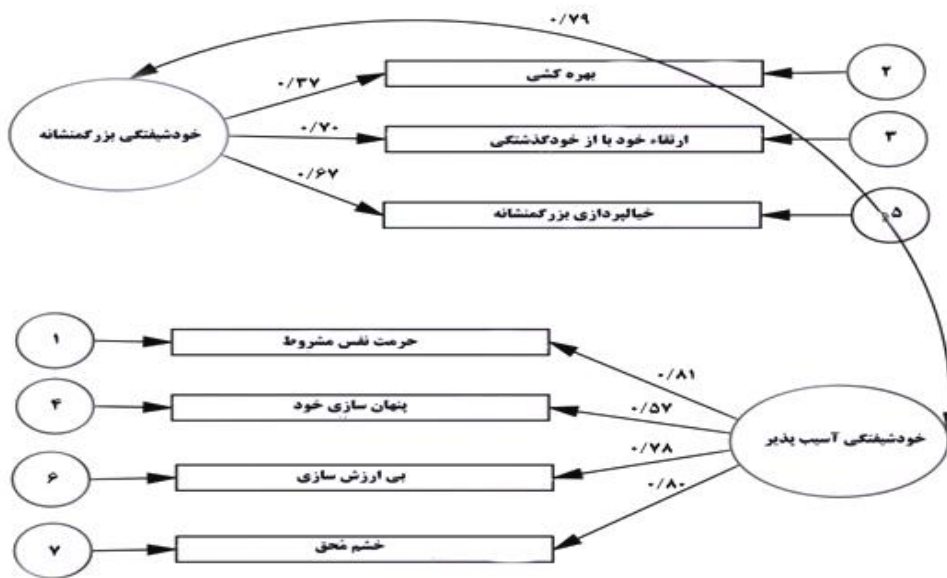 ۰/۷۹
بهره کشی
۲
۰/۳۷
خودشیفتگی بزرگمنشانه
۰/۷۰
ارتقاء خود با از خودگذشتگی
۳
۰/۶۷
خیالپردازی بزرگمنشانه
۵
۱
حرمت نفس مشروط
۰/۸۱
۴
پنهان سازی خود
۰/۵۷
خودشیفتگی آسیب پذیر
۰/۷۸
۶
بی ارزش سازی
۰/۸۰
۷
خشم مُحق